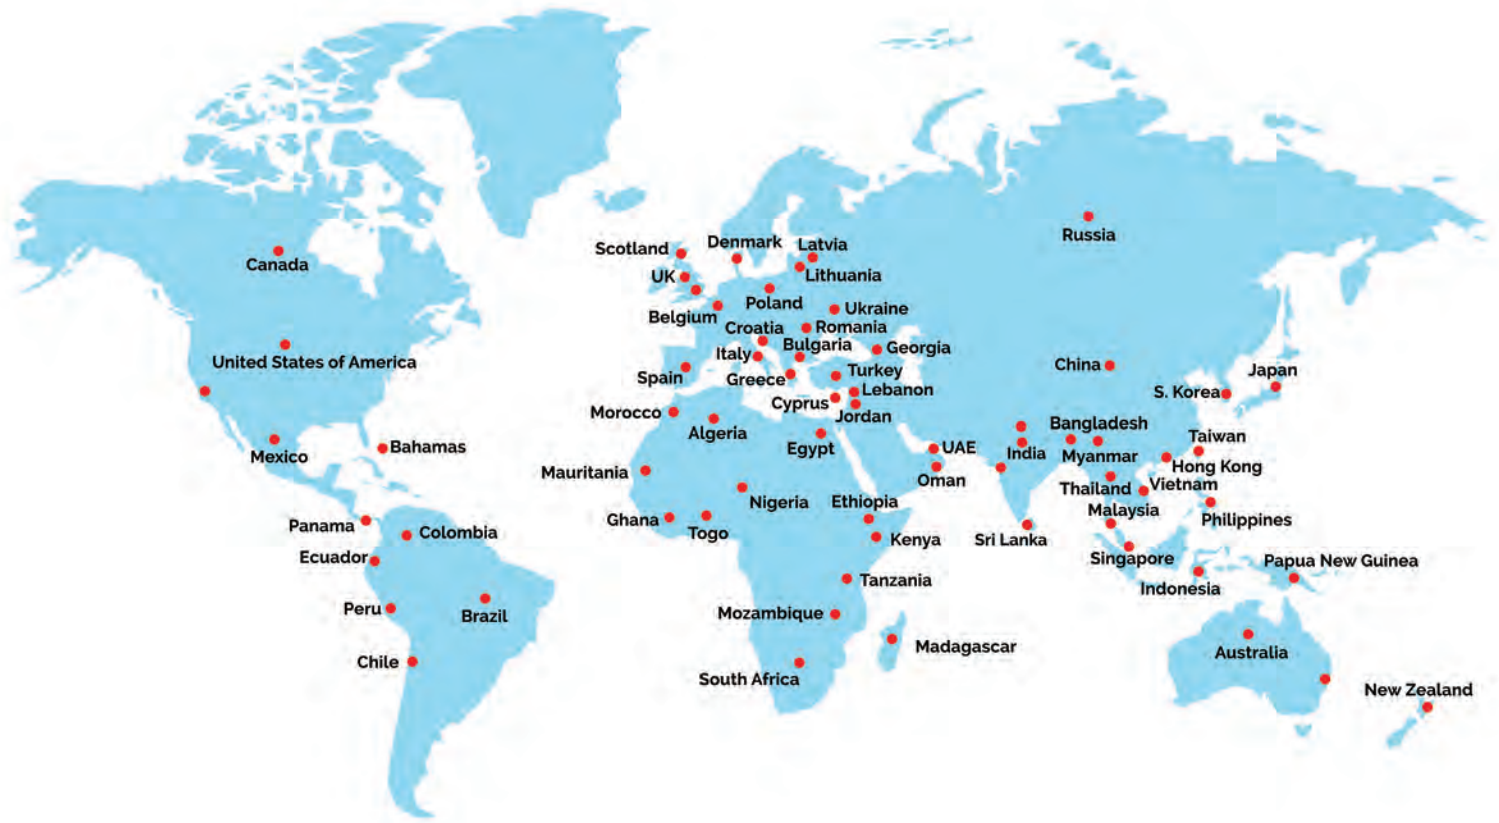 Scotland
Denmark
Latvia
Russia
Canada
UK
Lithuania
Poland
Belgium
Ukraine
Croatia
Romania
United States of America
Italy
Bulgaria
Georgia
China
Japan
Spain
Greece
Turkey
Lebanon
S. Korea
Cyprus
Morocco
Jordan
Algeria
Bangladesh
Taiwan
Bahamas
Egypt
UAE
India
Mexico
Myanmar
Hong Kong
Mauritania
Oman
Vietnam
Thailand
Nigeria
Ethiopia
Malaysia
Ghana
Philippines
Panama
Colombia
Togo
Kenya
Sri Lanka
Ecuador
Singapore
Papua New Guinea
Tanzania
Indonesia
Peru
Brazil
Mozambique
Madagascar
Australia
Chile
South Africa
New Zealand